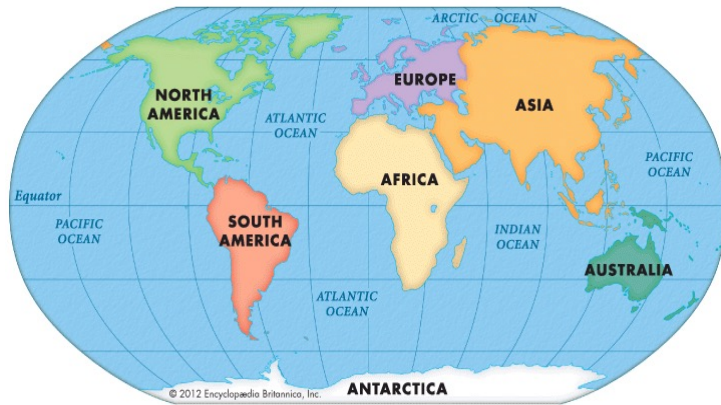 ARCTIC OCEAN
EUROPE
NORTH
AMERICA
ASIA
ATLANTIC
OCEAN
PACIFIC
OCEAN
AFRICA
Equator
PACIFIC
OCEAN
SOUTH
AMERICA
INDIAN
OCEAN
AUSTRALIA
ATLANTIC
OCEAN
ANTARCTICA
© 2012 Encyclopædia Britannica, Inc.